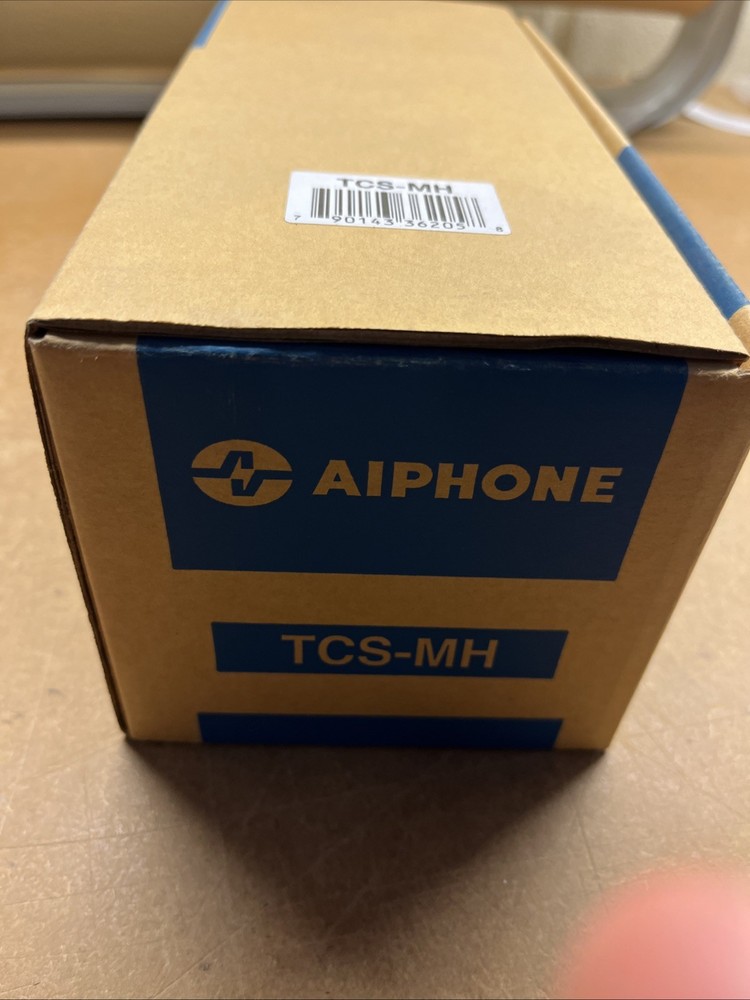 TCS-MH
7 90143 36205 8
AIPHONE
TCS-MH